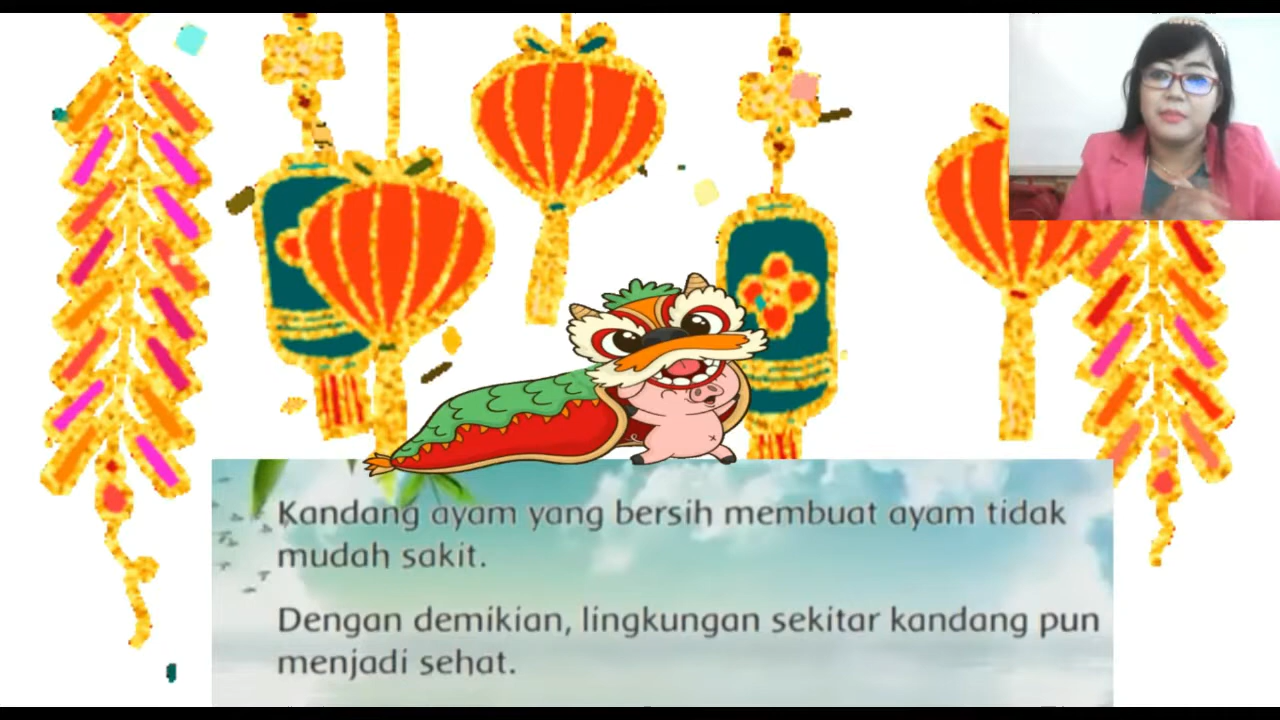 Kandang ayam yang bersih membuat ayam tidak
mudah sakit.
Dengan demikian, lingkungan sekitar kandang pun
menjadi sehat.